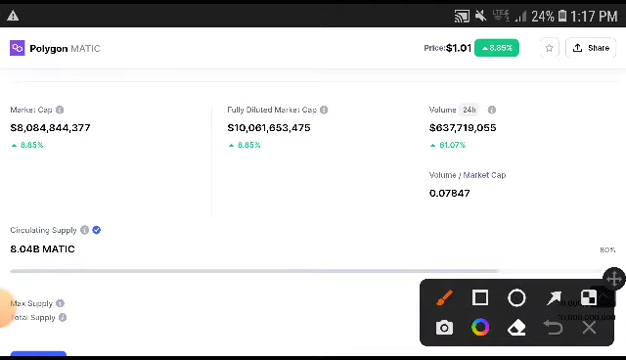 LTE 24% 1:17 PM
Polygon MATIC Price: $1.01 8.85% Share
Market Cap Fully Diluted Market Cap Volume 24h
$8,084,844,377 $10,061,653,475 $637,719,055
8.85% 8.85% 61.07%
Volume / Market Cap
0.07847
Circulating Supply
8.04B MATIC 80%
Max Supply
Total Supply